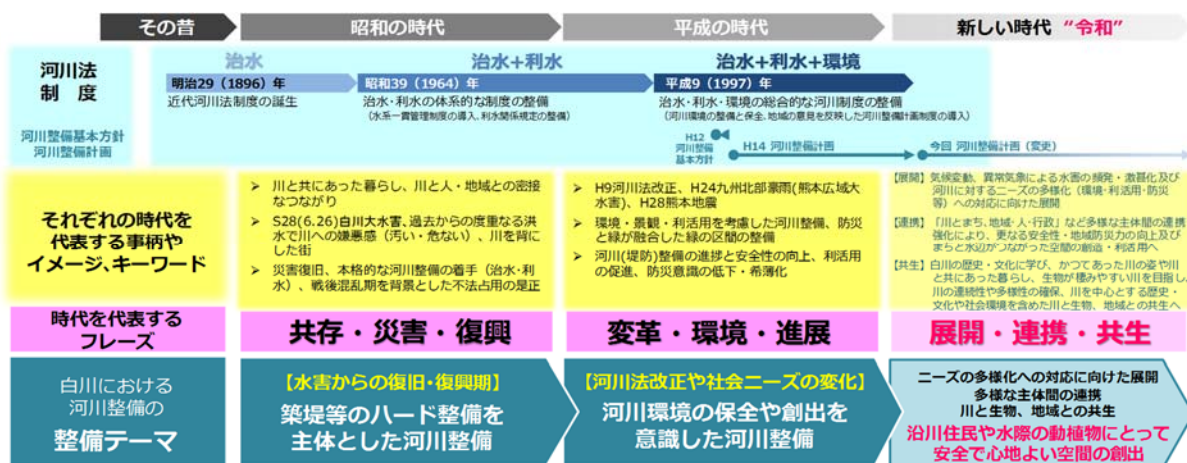 その昔
昭和の時代
平成の時代
新しい時代 “令和”
河川法
制 度
河川整備基本方針
河川整備計画
治水
治水+利水
治水+利水+環境
明治29（1896）年
昭和39（1964）年
平成9（1997）年
近代河川法制度の誕生
治水・利水の体系的な制度の整備
（水系一貫管理制度の導入、利水関係規定の整備）
治水・利水・環境の総合的な河川制度の整備
（河川環境の整備と保全、地域の意見を反映した河川整備計画制度の導入）
H12
河川整備
基本方針
H14 河川整備計画
今回 河川整備計画（変更）
それぞれの時代を
代表する事柄や
イメージ、キーワード
➢ 川と共にあった暮らし、川と人・地域との密接
なつながり
➢ S28(6.26)白川大水害、過去からの度重なる洪
水で川への嫌悪感（汚い・危ない）、川を背にし
た街
➢ 災害復旧、本格的な河川整備の着手（治水・利
水）、戦後混乱期を背景とした不法占用の是正
➢ H9河川法改正、H24九州北部豪雨(熊本広域大
水害)、H28熊本地震
➢ 環境・景観・利活用を考慮した河川整備、防災
と緑が融合した緑の区間の整備
➢ 河川(堤防)整備の進捗と安全性の向上、利活用
の促進、防災意識の低下・希薄化
【展開】気候変動、異常気象による水害の頻発・激甚化及び
河川に対するニーズの多様化（環境・利活用・防災
等）への対応に向けた展開
【連携】「川とまち、地域・人・行政」など多様な主体間の連携
強化により、更なる安全性・地域防災力の向上及び
まちと水辺がつながった空間の創造・利活用へ
【共生】白川の歴史・文化に学び、かつてあった川の姿や川
と共にあった暮らし、生物が棲みやすい川を目指し、
川の連続性や多様性の確保、川を中心とする歴史・
文化や社会環境を含めた川と生物、地域との共生へ
時代を代表する
フレーズ
共存・災害・復興
変革・環境・進展
展開・連携・共生
白川における
河川整備の
整備テーマ
【水害からの復旧・復興期】
築堤等のハード整備を
主体とした河川整備
【河川法改正や社会ニーズの変化】
河川環境の保全や創出を
意識した河川整備
ニーズの多様化への対応に向けた展開
多様な主体間の連携
川と生物、地域との共生
沿川住民や水際の動植物にとって
安全で心地よい空間の創出